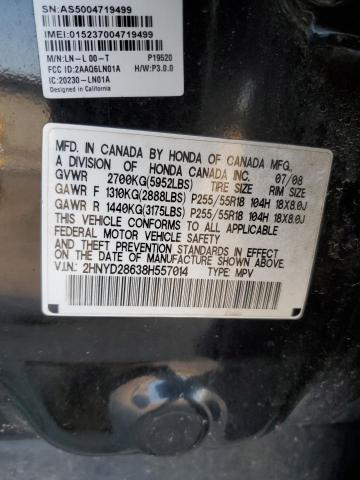 SN:AS5004719499
IMEI:015237004719499
M/N:LN-L 00-T P19520
FCC ID:2AAQ6LN01A H/W:P3.0.0
IC:20230-LN01A
Designed in California
MFD. IN CANADA BY HONDA OF CANADA MFG.,
A DIVISION OF HONDA CANADA INC. 07/08
GVWR 2700KG(5952LBS) TIRE SIZE RIM SIZE
GAWR F 1310KG(2888LBS) P255/55R18 104H 18X8.0J
GAWR R 1440KG(3175LBS) P255/55R18 104H 18X8.0J
THIS VEHICLE CONFORMS TO ALL APPLICABLE
FEDERAL MOTOR VEHICLE SAFETY
AND THEFT PREVENTION STANDARDS IN EFFECT
ON THE DATE OF MANUFACTURE SHOWN ABOVE.
V.I.N.: 2HNYD28638H557014 TYPE: MPV